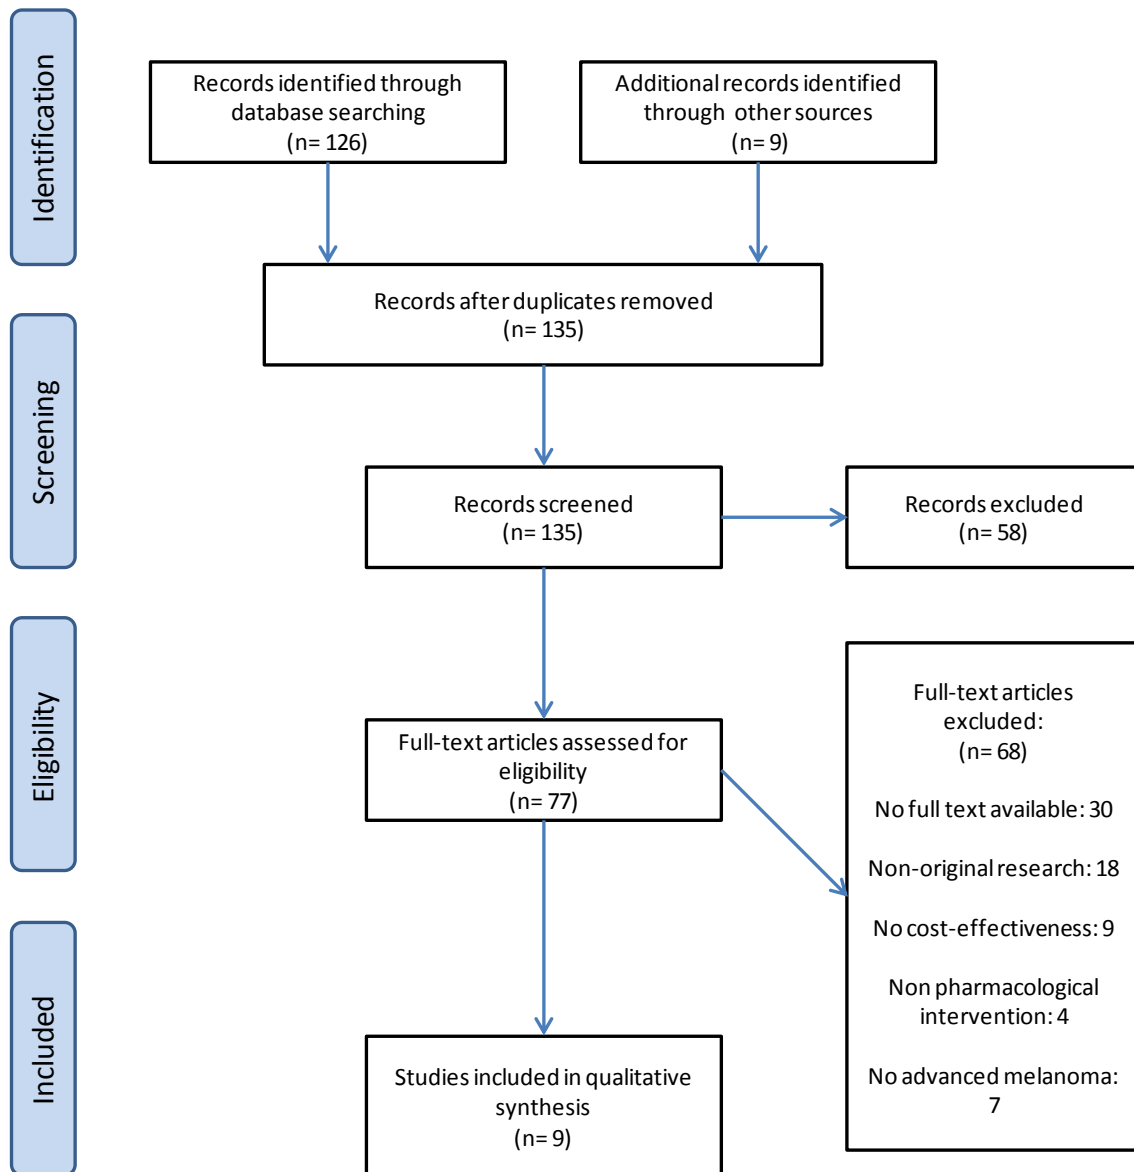 Identification
Records identified through
database searching
(n= 126)
Additional records identified
through other sources
(n= 9)
Records after duplicates removed
(n= 135)
Screening
Records screened
(n= 135)
Records excluded
(n= 58)
Eligibility
Full-text articles assessed for
eligibility
(n= 77)
Full-text articles
excluded:
(n= 68)
No full text available: 30
Non-original research: 18
No cost-effectiveness: 9
Non pharmacological
intervention: 4
No advanced melanoma:
7
Included
Studies included in qualitative
synthesis
(n= 9)